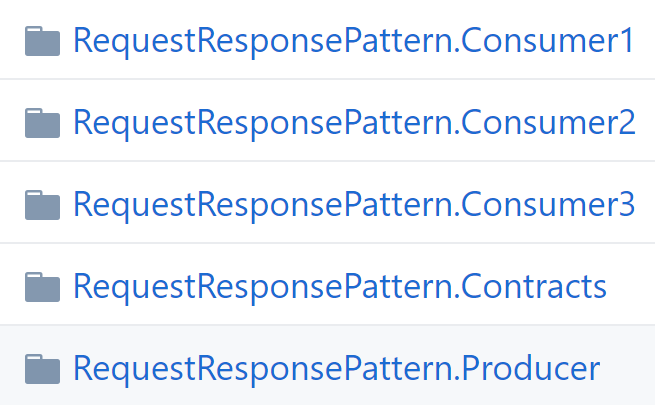 RequestResponsePattern.Consumer1
RequestResponsePattern.Consumer2
RequestResponsePattern.Consumer3
RequestResponsePattern.Contracts
RequestResponsePattern.Producer